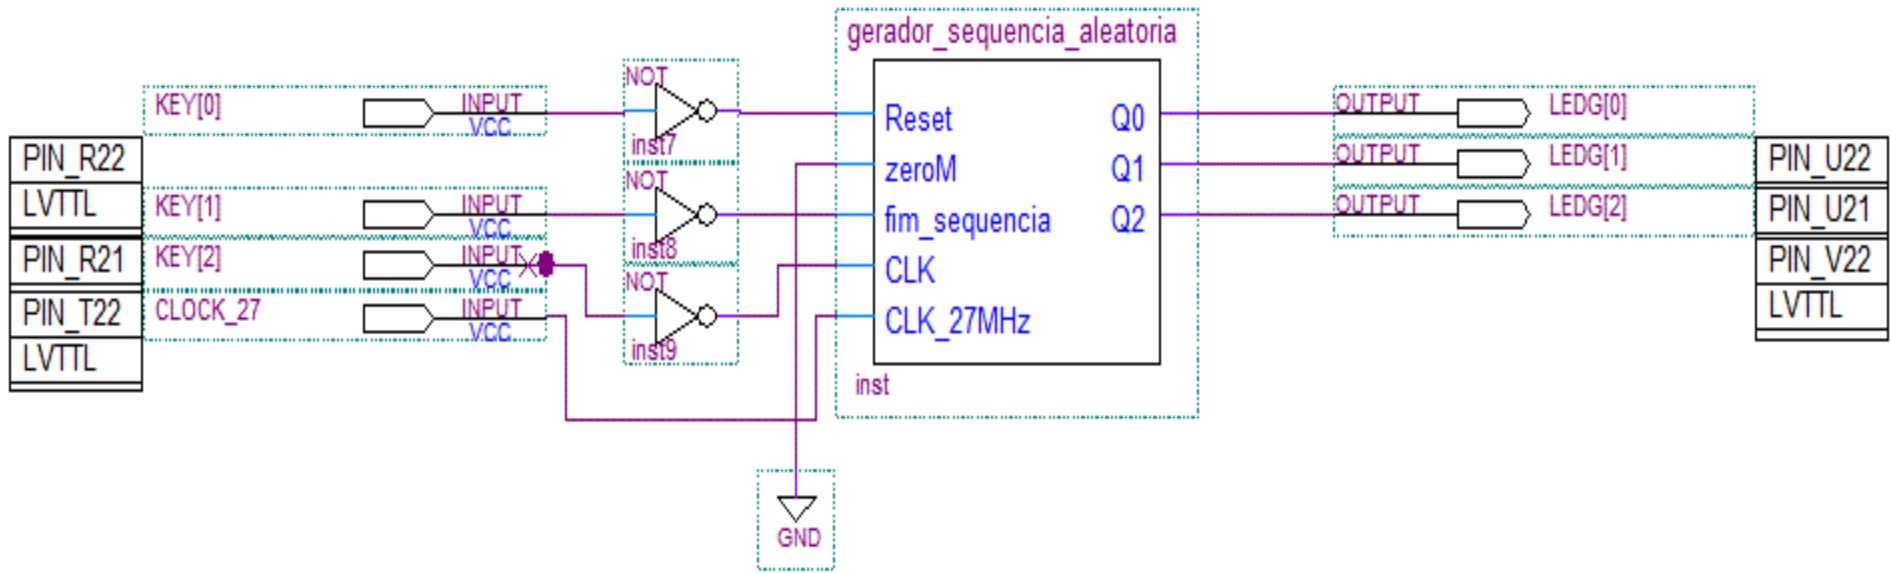 gerador_sequencia_aleatoria
KEY[0]
INPUT
VCC
NOT
inst7
Reset
Q0
OUTPUT
LEDG[0]
PIN_R22
LVTTL
KEY[1]
INPUT
VCC
NOT
inst8
zeroM
Q1
OUTPUT
LEDG[1]
PIN_U22
PIN_R21
KEY[2]
INPUT
VCC
NOT
inst9
fim_sequencia
Q2
OUTPUT
LEDG[2]
PIN_U21
PIN_T22
LVTTL
CLOCK_27
INPUT
VCC
CLK
CLK_27MHz
PIN_V22
LVTTL
inst
GND